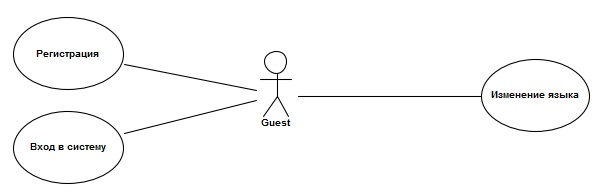 Регистрация
Изменение языка
Guest
Вход в систему